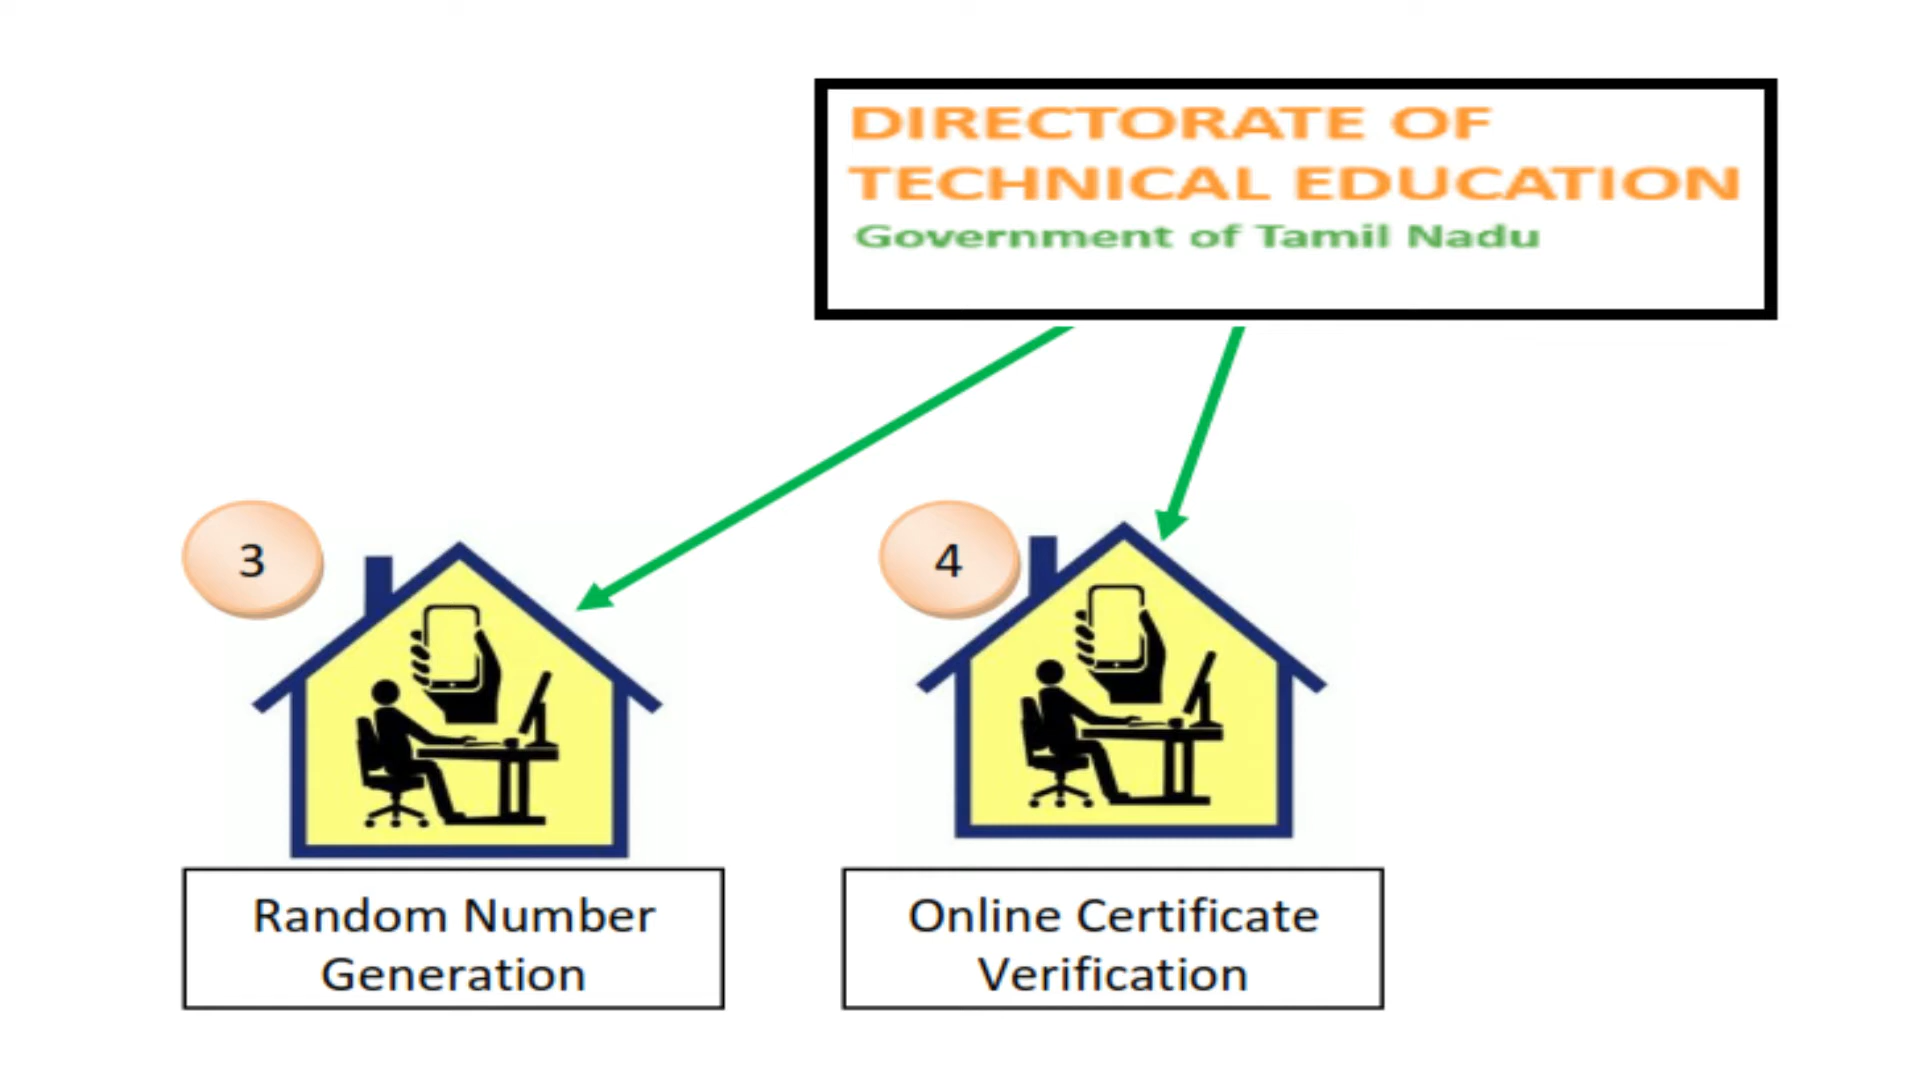 DIRECTORATE OF
TECHNICAL EDUCATION
Government of Tamil Nadu
3
4
Random Number
Generation
Online Certificate
Verification